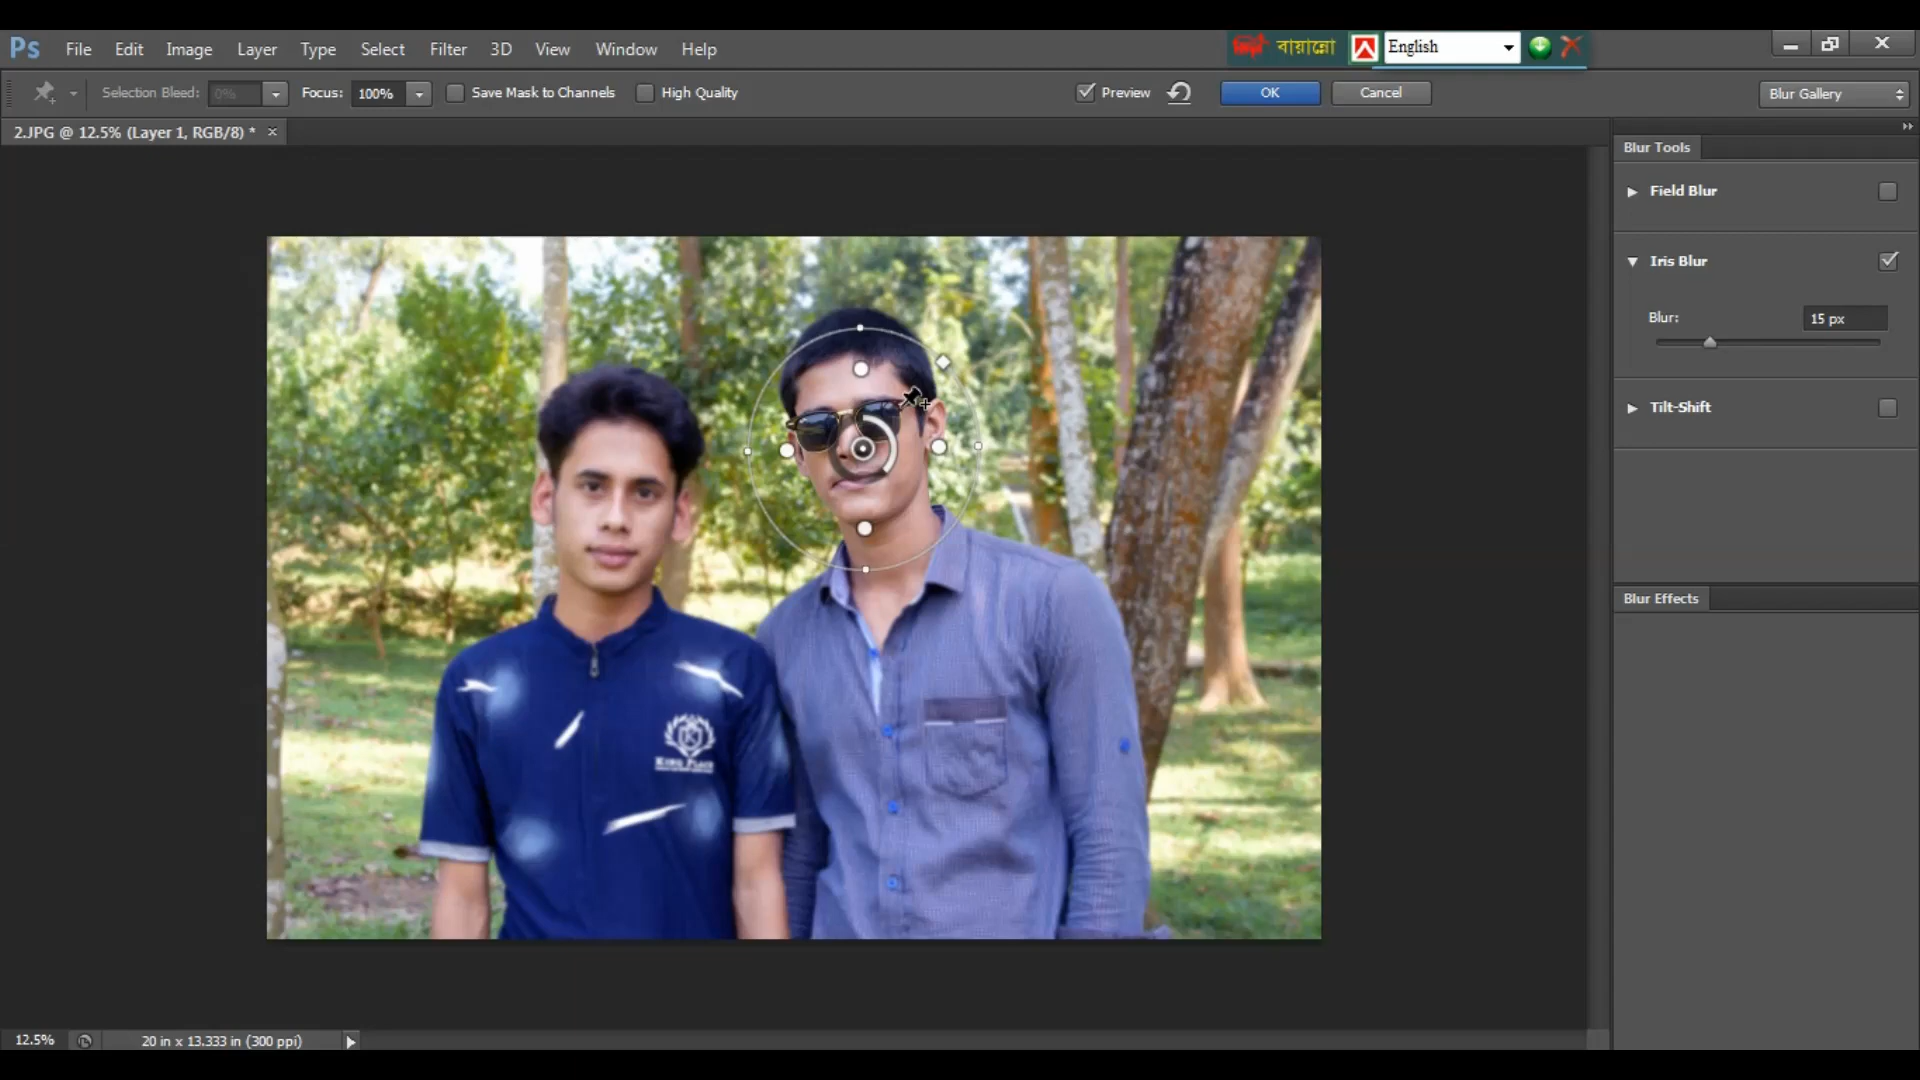 Ps File Edit Image Layer Type Select Filter 3D View Window Help
বায়ান্নো English
Selection Bleed: 0% Focus: 100% Save Mask to Channels High Quality Preview OK Cancel Blur Gallery
2.JPG @ 12.5% (Layer 1, RGB/8) * ×
Blur Tools
Field Blur
Iris Blur
Blur: 15 px
Tilt-Shift
Blur Effects
K
KING PLACE
12.5% 20 in x 13.333 in (300 ppi)